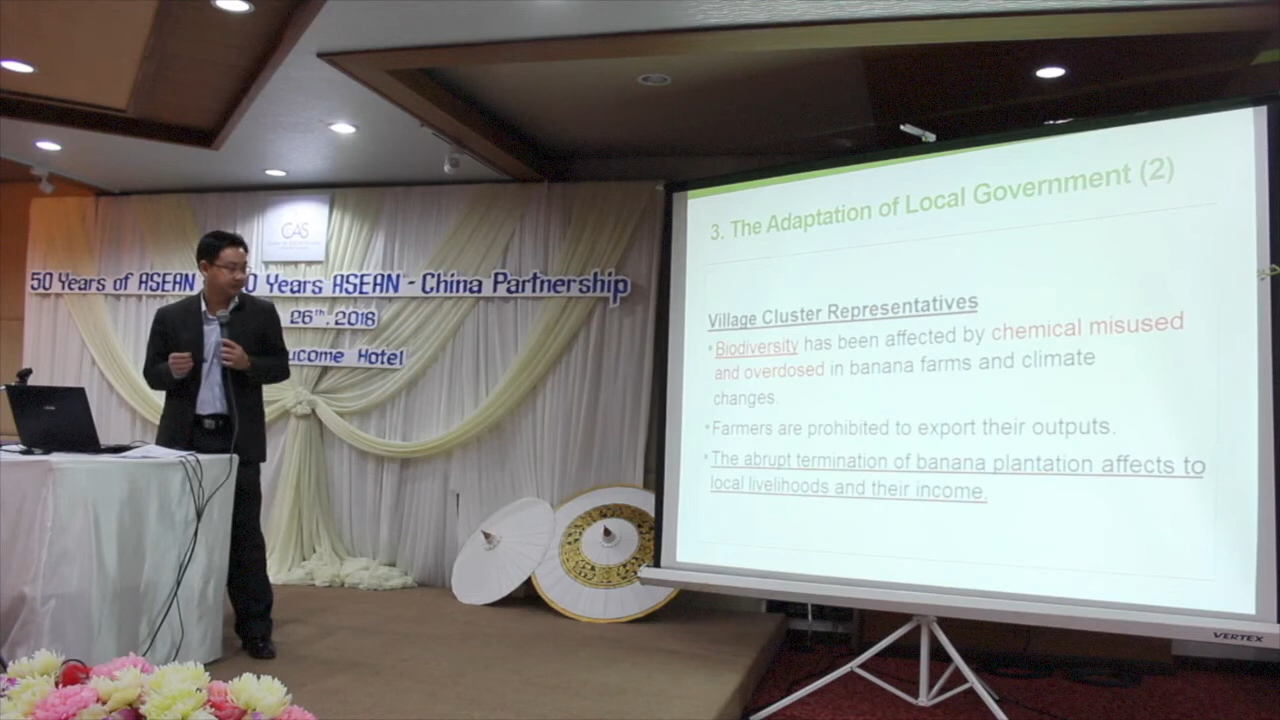 CAS
50 Years of ASEAN 0 Years ASEAN - China Partnership
26th, 2018
ucome Hotel
3. The Adaptation of Local Government (2)
Village Cluster Representatives
• Biodiversity has been affected by chemical misused
and overdosed in banana farms and climate
changes.
• Farmers are prohibited to export their outputs.
• The abrupt termination of banana plantation affects to
local livelihoods and their income.
VERTEX